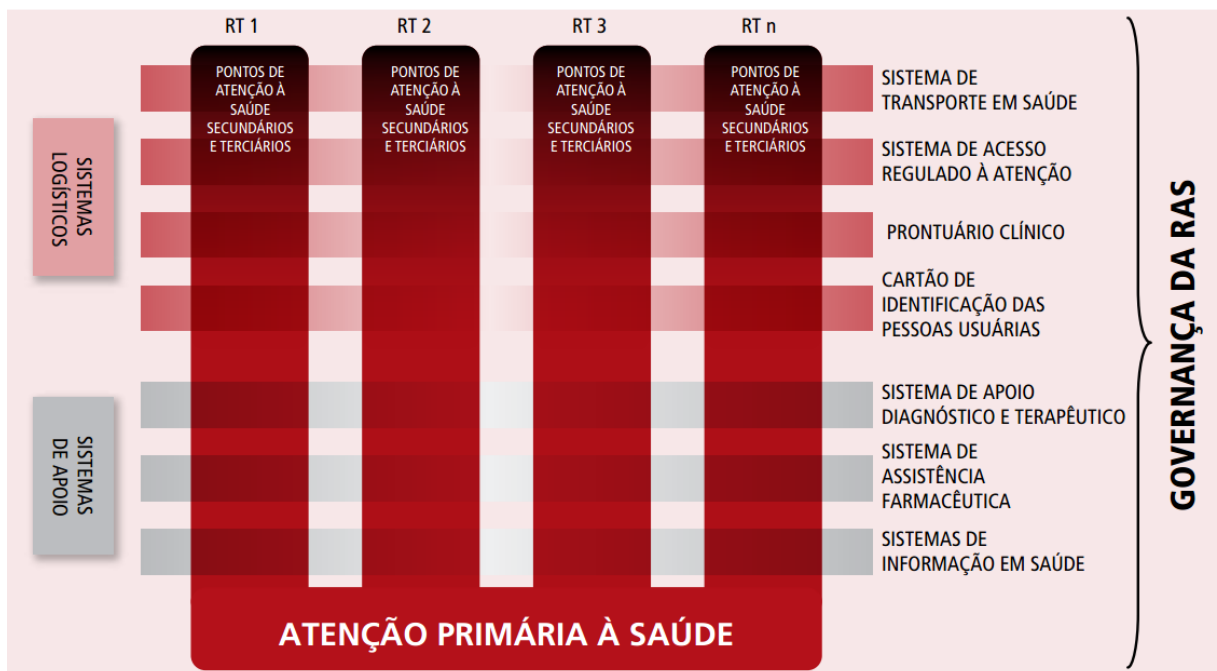 RT 1
RT 2
RT 3
RT n
PONTOS DE
ATENÇÃO À
SAÚDE
SECUNDÁRIOS
E TERCIÁRIOS
PONTOS DE
ATENÇÃO À
SAÚDE
SECUNDÁRIOS
E TERCIÁRIOS
PONTOS DE
ATENÇÃO À
SAÚDE
SECUNDÁRIOS
E TERCIÁRIOS
PONTOS DE
ATENÇÃO À
SAÚDE
SECUNDÁRIOS
E TERCIÁRIOS
SISTEMAS
LOGÍSTICOS
SISTEMA DE
TRANSPORTE EM SAÚDE
SISTEMA DE ACESSO
REGULADO À ATENÇÃO
PRONTUÁRIO CLÍNICO
CARTÃO DE
IDENTIFICAÇÃO DAS
PESSOAS USUÁRIAS
SISTEMAS
DE APOIO
SISTEMA DE APOIO
DIAGNÓSTICO E TERAPÊUTICO
SISTEMA DE
ASSISTÊNCIA
FARMACÊUTICA
SISTEMAS DE
INFORMAÇÃO EM SAÚDE
GOVERNANÇA DA RAS
ATENÇÃO PRIMÁRIA À SAÚDE